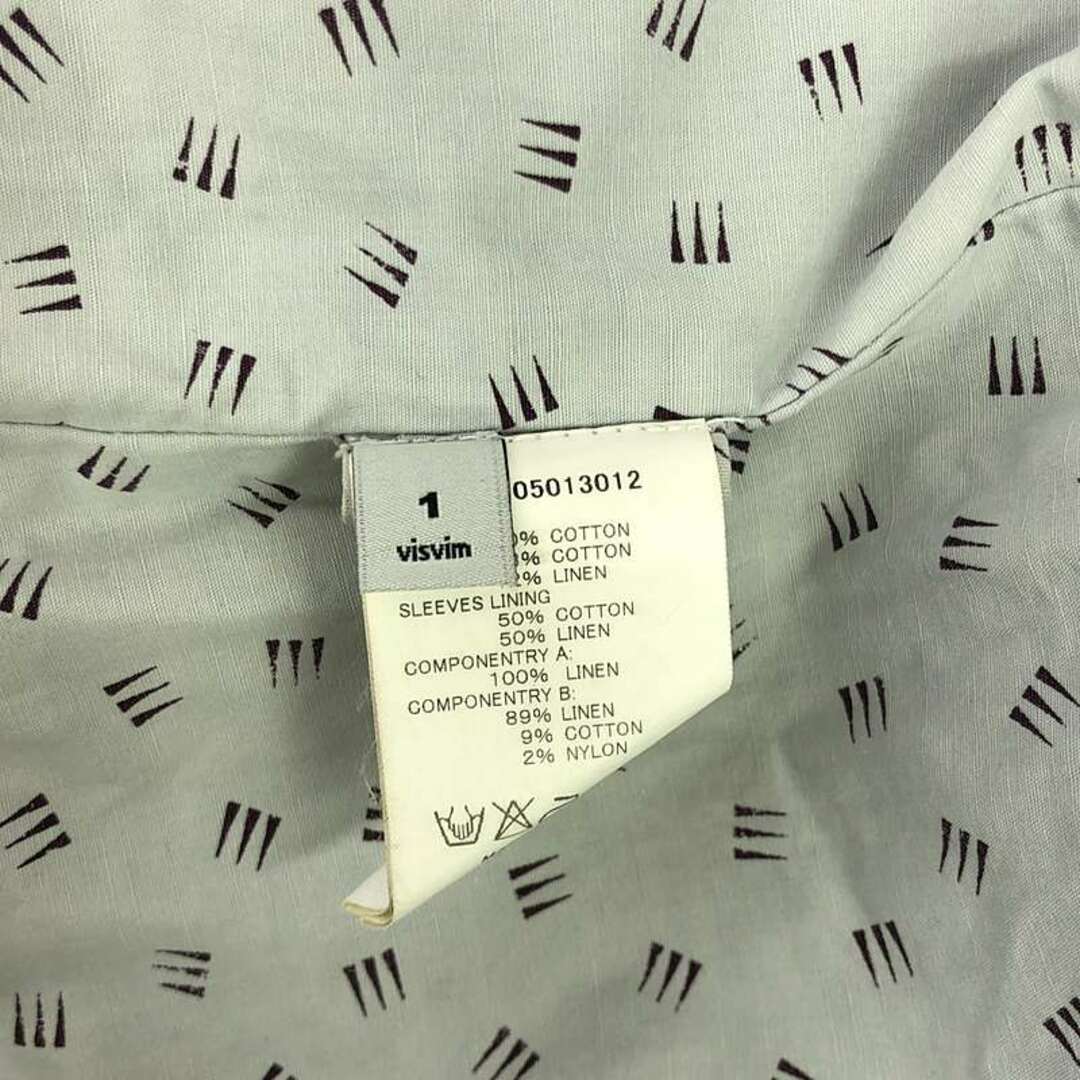 1
visvim
05013012
% COTTON
% COTTON
% LINEN
SLEEVES LINING
50% COTTON
50% LINEN
COMPONENTRY A:
100% LINEN
COMPONENTRY B:
89% LINEN
9% COTTON
2% NYLON